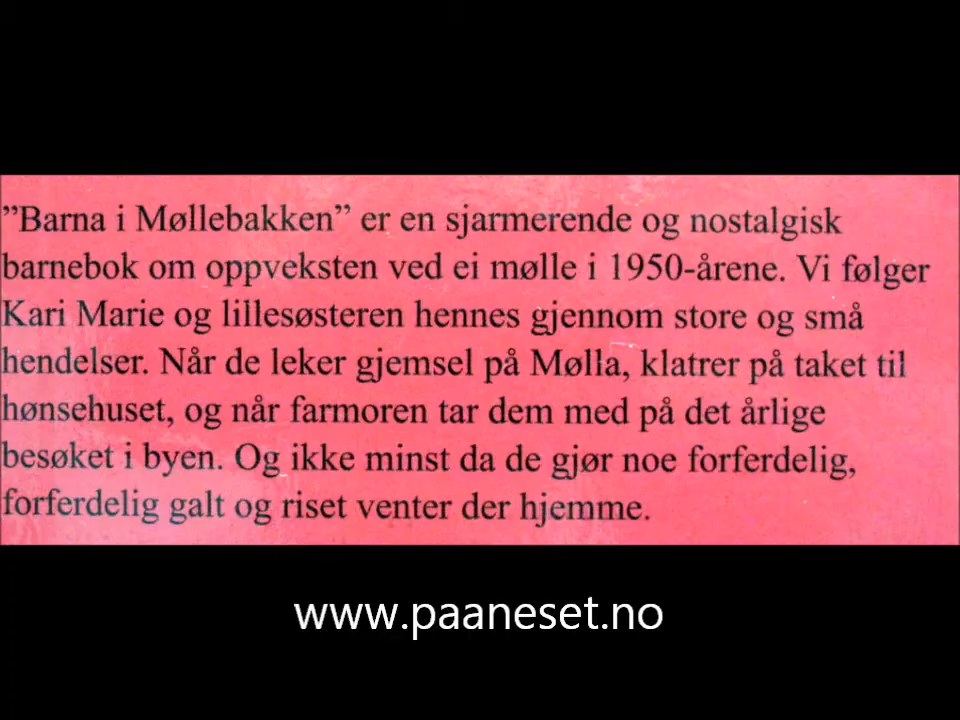 ”Barna i Møllebakken” er en sjarmerende og nostalgisk
barnebok om oppveksten ved ei mølle i 1950-årene. Vi følger
Kari Marie og lillesøsteren hennes gjennom store og små
hendelser. Når de leker gjemsel på Mølla, klatrer på taket til
hønsehuset, og når farmoren tar dem med på det årlige
besøket i byen. Og ikke minst da de gjør noe forferdelig,
forferdelig galt og riset venter der hjemme.
www.paaneset.no